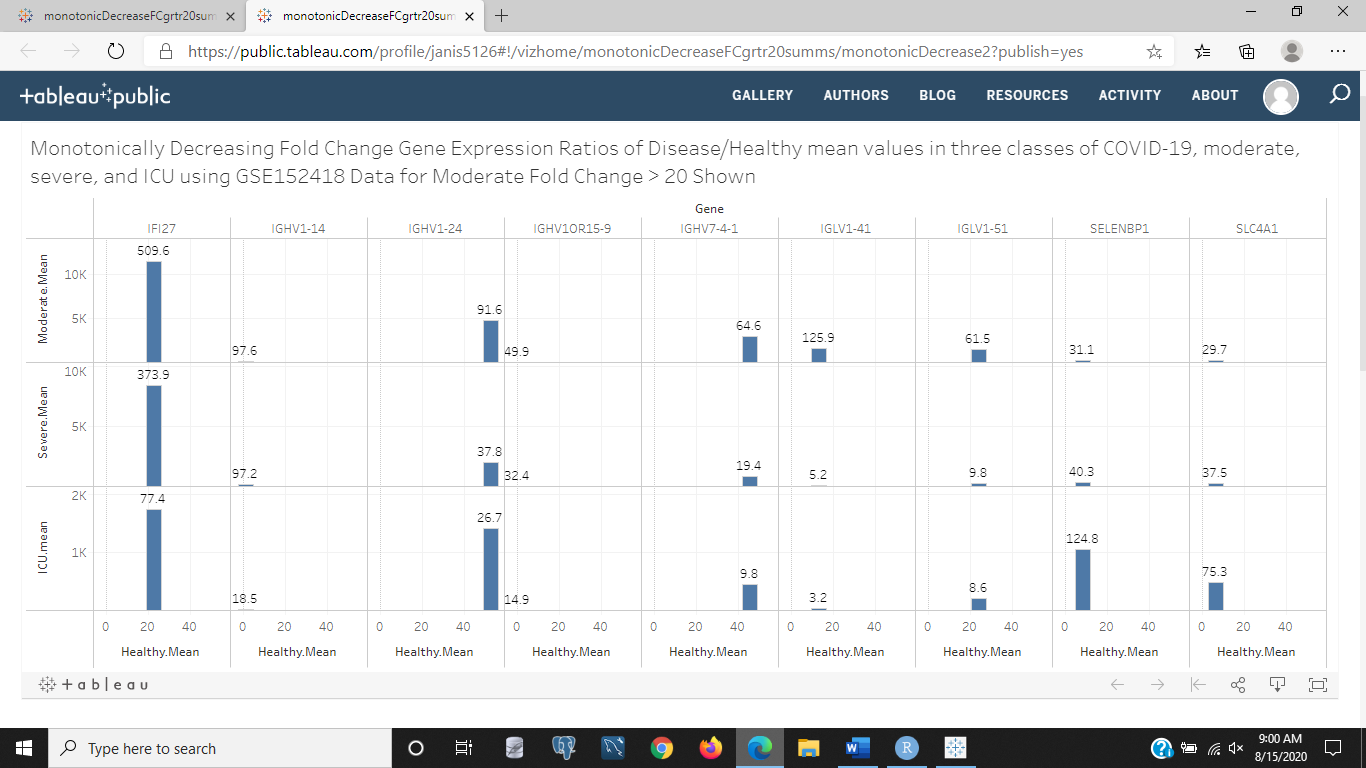 monotonicDecreaseFCgrtr20sum
monotonicDecreaseFCgrtr20sum
https://public.tableau.com/profile/janis5126#!/vizhome/monotonicDecreaseFCgrtr20summs/monotonicDecrease2?publish=yes
+ableau public
GALLERY AUTHORS BLOG RESOURCES ACTIVITY ABOUT
Monotonically Decreasing Fold Change Gene Expression Ratios of Disease/Healthy mean values in three classes of COVID-19, moderate,
severe, and ICU using GSE152418 Data for Moderate Fold Change > 20 Shown
Gene
IFI27 IGHV1-14 IGHV1-24 IGHV1OR15-9 IGHV7-4-1 IGLV1-41 IGLV1-51 SELENBP1 SLC4A1
Moderate.Mean
10K
5K
509.6 97.6 91.6 49.9 64.6 125.9 61.5 31.1 29.7
Severe.Mean
10K
5K
373.9 97.2 37.8 32.4 19.4 5.2 9.8 40.3 37.5
ICU.mean
2K
1K
77.4 18.5 26.7 14.9 9.8 3.2 8.6 124.8 75.3
0 20 40 0 20 40 0 20 40 0 20 40 0 20 40 0 20 40 0 20 40 0 20 40 0 20 40
Healthy.Mean Healthy.Mean Healthy.Mean Healthy.Mean Healthy.Mean Healthy.Mean Healthy.Mean Healthy.Mean Healthy.Mean
+ableau
Type here to search
9:00 AM
8/15/2020